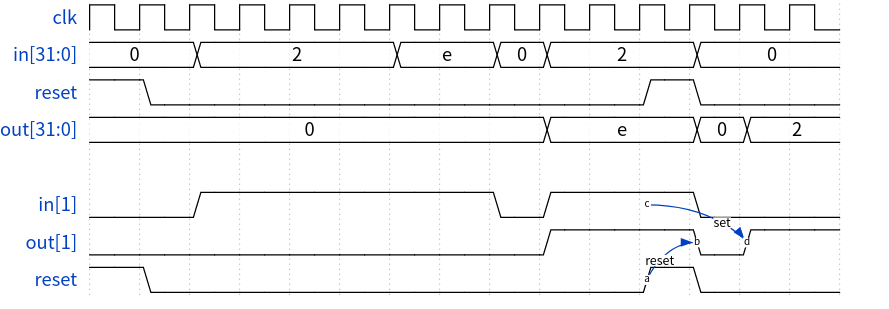 clk
in[31:0] 0 2 e 0 2 0
reset
out[31:0] 0 e 0 2
in[1] c
set
out[1] b d
reset
reset a